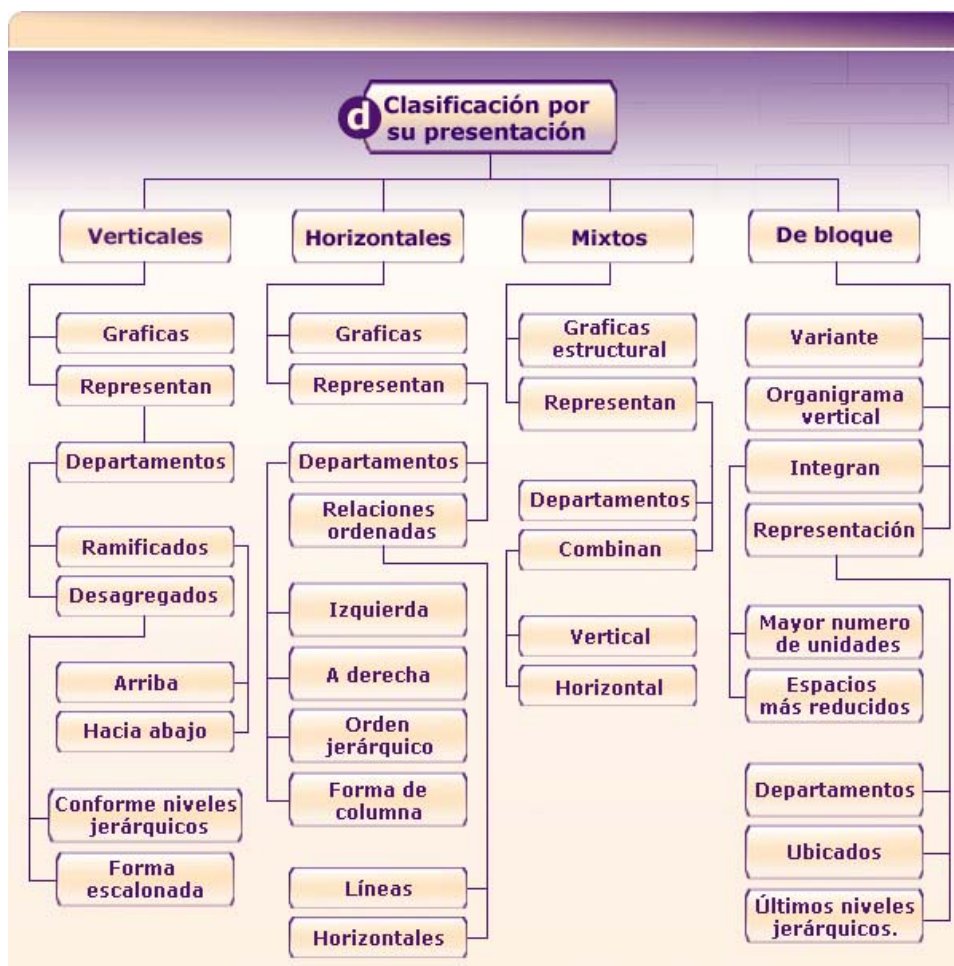 d
Clasificación por
su presentación
Verticales
Graficas
Representan
Departamentos
Ramificados
Desagregados
Arriba
Hacia abajo
Conforme niveles
jerárquicos
Forma
escalonada
Horizontales
Graficas
Representan
Departamentos
Relaciones
ordenadas
Izquierda
A derecha
Orden
jerárquico
Forma de
columna
Líneas
Horizontales
Mixtos
Graficas
estructural
Representan
Departamentos
Combinan
Vertical
Horizontal
De bloque
Variante
Organigrama
vertical
Integran
Representación
Mayor numero
de unidades
Espacios
más reducidos
Departamentos
Ubicados
Últimos niveles
jerárquicos.